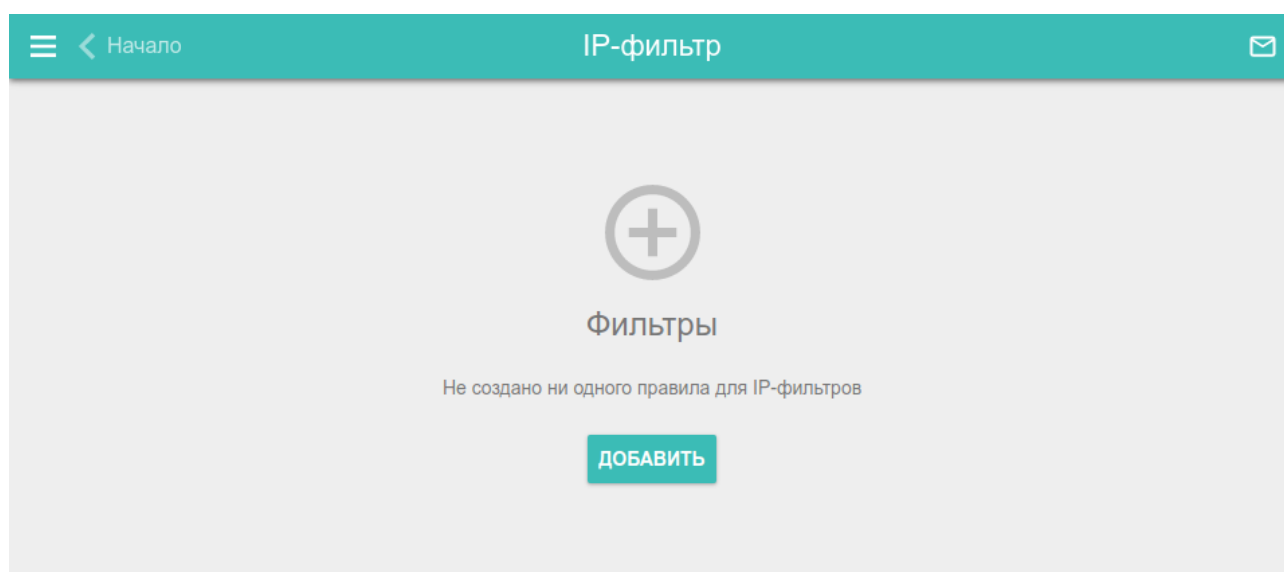 Начало
IP-фильтр
Фильтры
Не создано ни одного правила для IP-фильтров
ДОБАВИТЬ